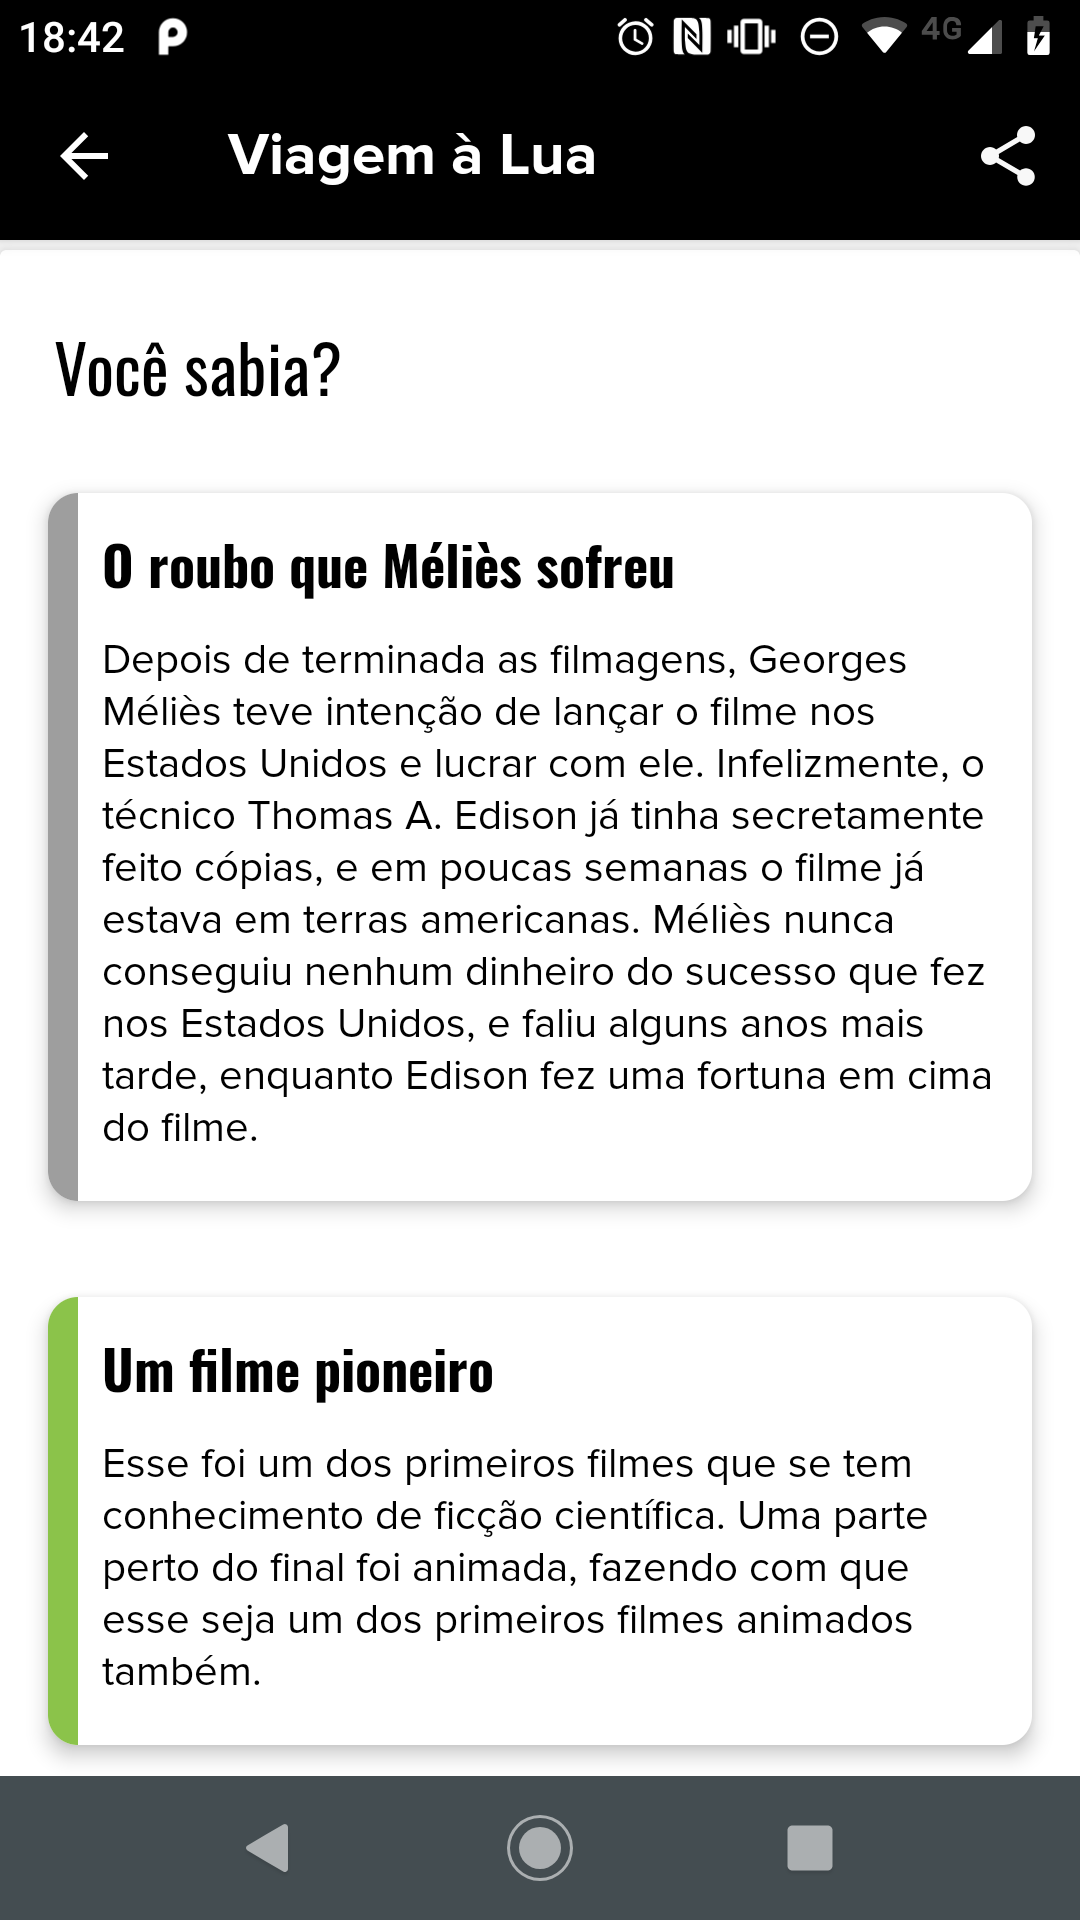 18:42
4G
Viagem à Lua
Você sabia?
O roubo que Méliès sofreu
Depois de terminada as filmagens, Georges
Méliès teve intenção de lançar o filme nos
Estados Unidos e lucrar com ele. Infelizmente, o
técnico Thomas A. Edison já tinha secretamente
feito cópias, e em poucas semanas o filme já
estava em terras americanas. Méliès nunca
conseguiu nenhum dinheiro do sucesso que fez
nos Estados Unidos, e faliu alguns anos mais
tarde, enquanto Edison fez uma fortuna em cima
do filme.
Um filme pioneiro
Esse foi um dos primeiros filmes que se tem
conhecimento de ficção científica. Uma parte
perto do final foi animada, fazendo com que
esse seja um dos primeiros filmes animados
também.